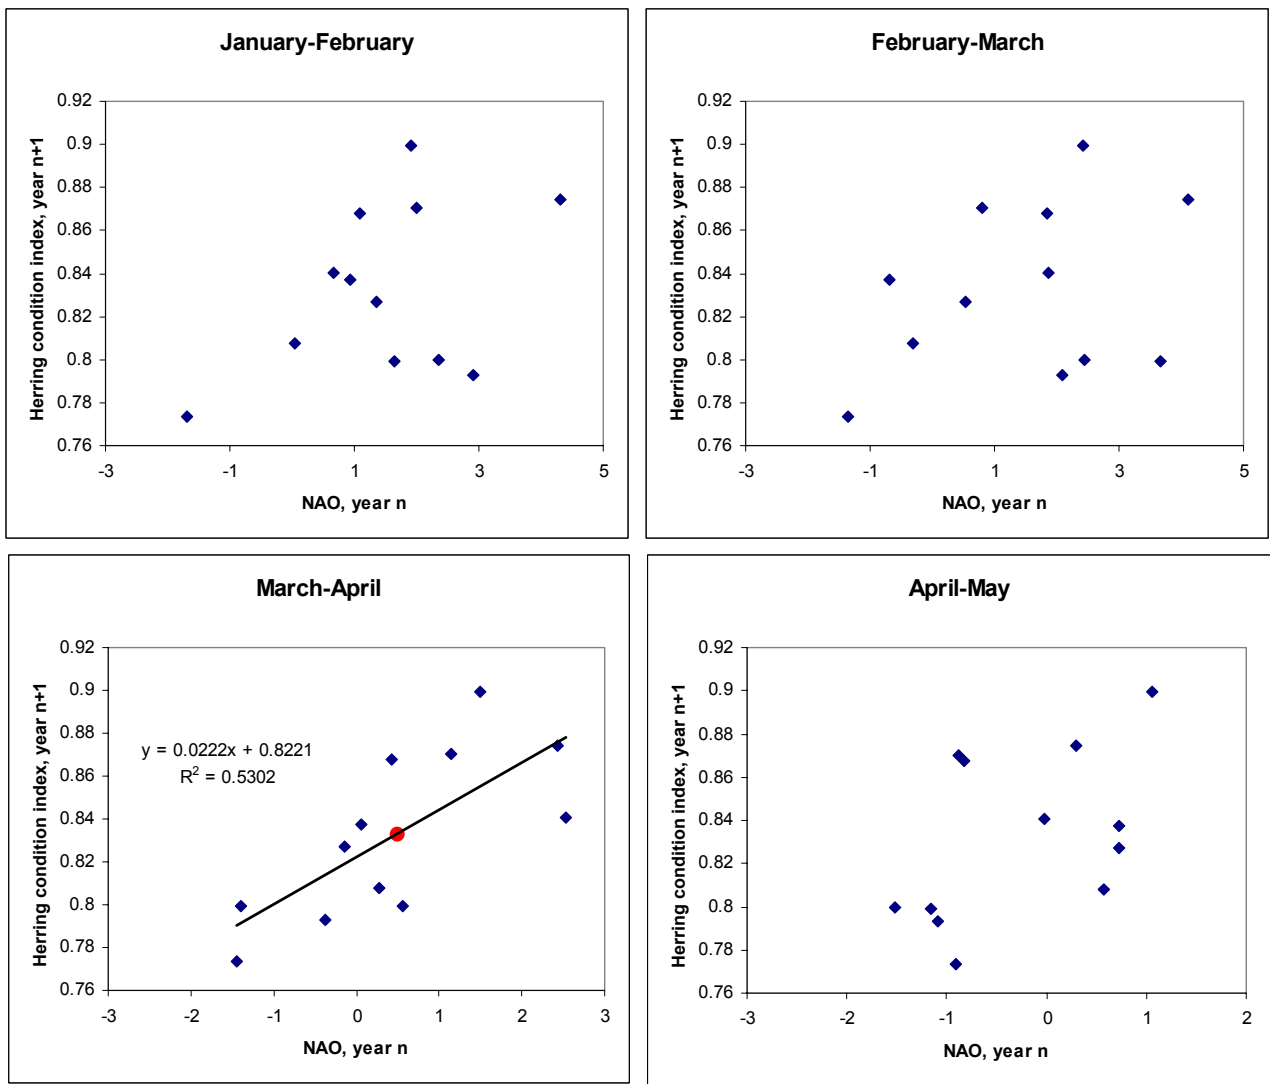 January-February
Herring condition index, year n+1
0.92
0.9
0.88
0.86
0.84
0.82
0.8
0.78
0.76
-3 -1 1 3 5
NAO, year n
February-March
Herring condition index, year n+1
0.92
0.9
0.88
0.86
0.84
0.82
0.8
0.78
0.76
-3 -1 1 3 5
NAO, year n
March-April
Herring condition index, year n+1
0.92
0.9
0.88
0.86
0.84
0.82
0.8
0.78
0.76
y = 0.0222x + 0.8221
R² = 0.5302
-3 -2 -1 0 1 2 3
NAO, year n
April-May
Herring condition index, year n+1
0.92
0.9
0.88
0.86
0.84
0.82
0.8
0.78
0.76
-3 -2 -1 0 1 2
NAO, year n